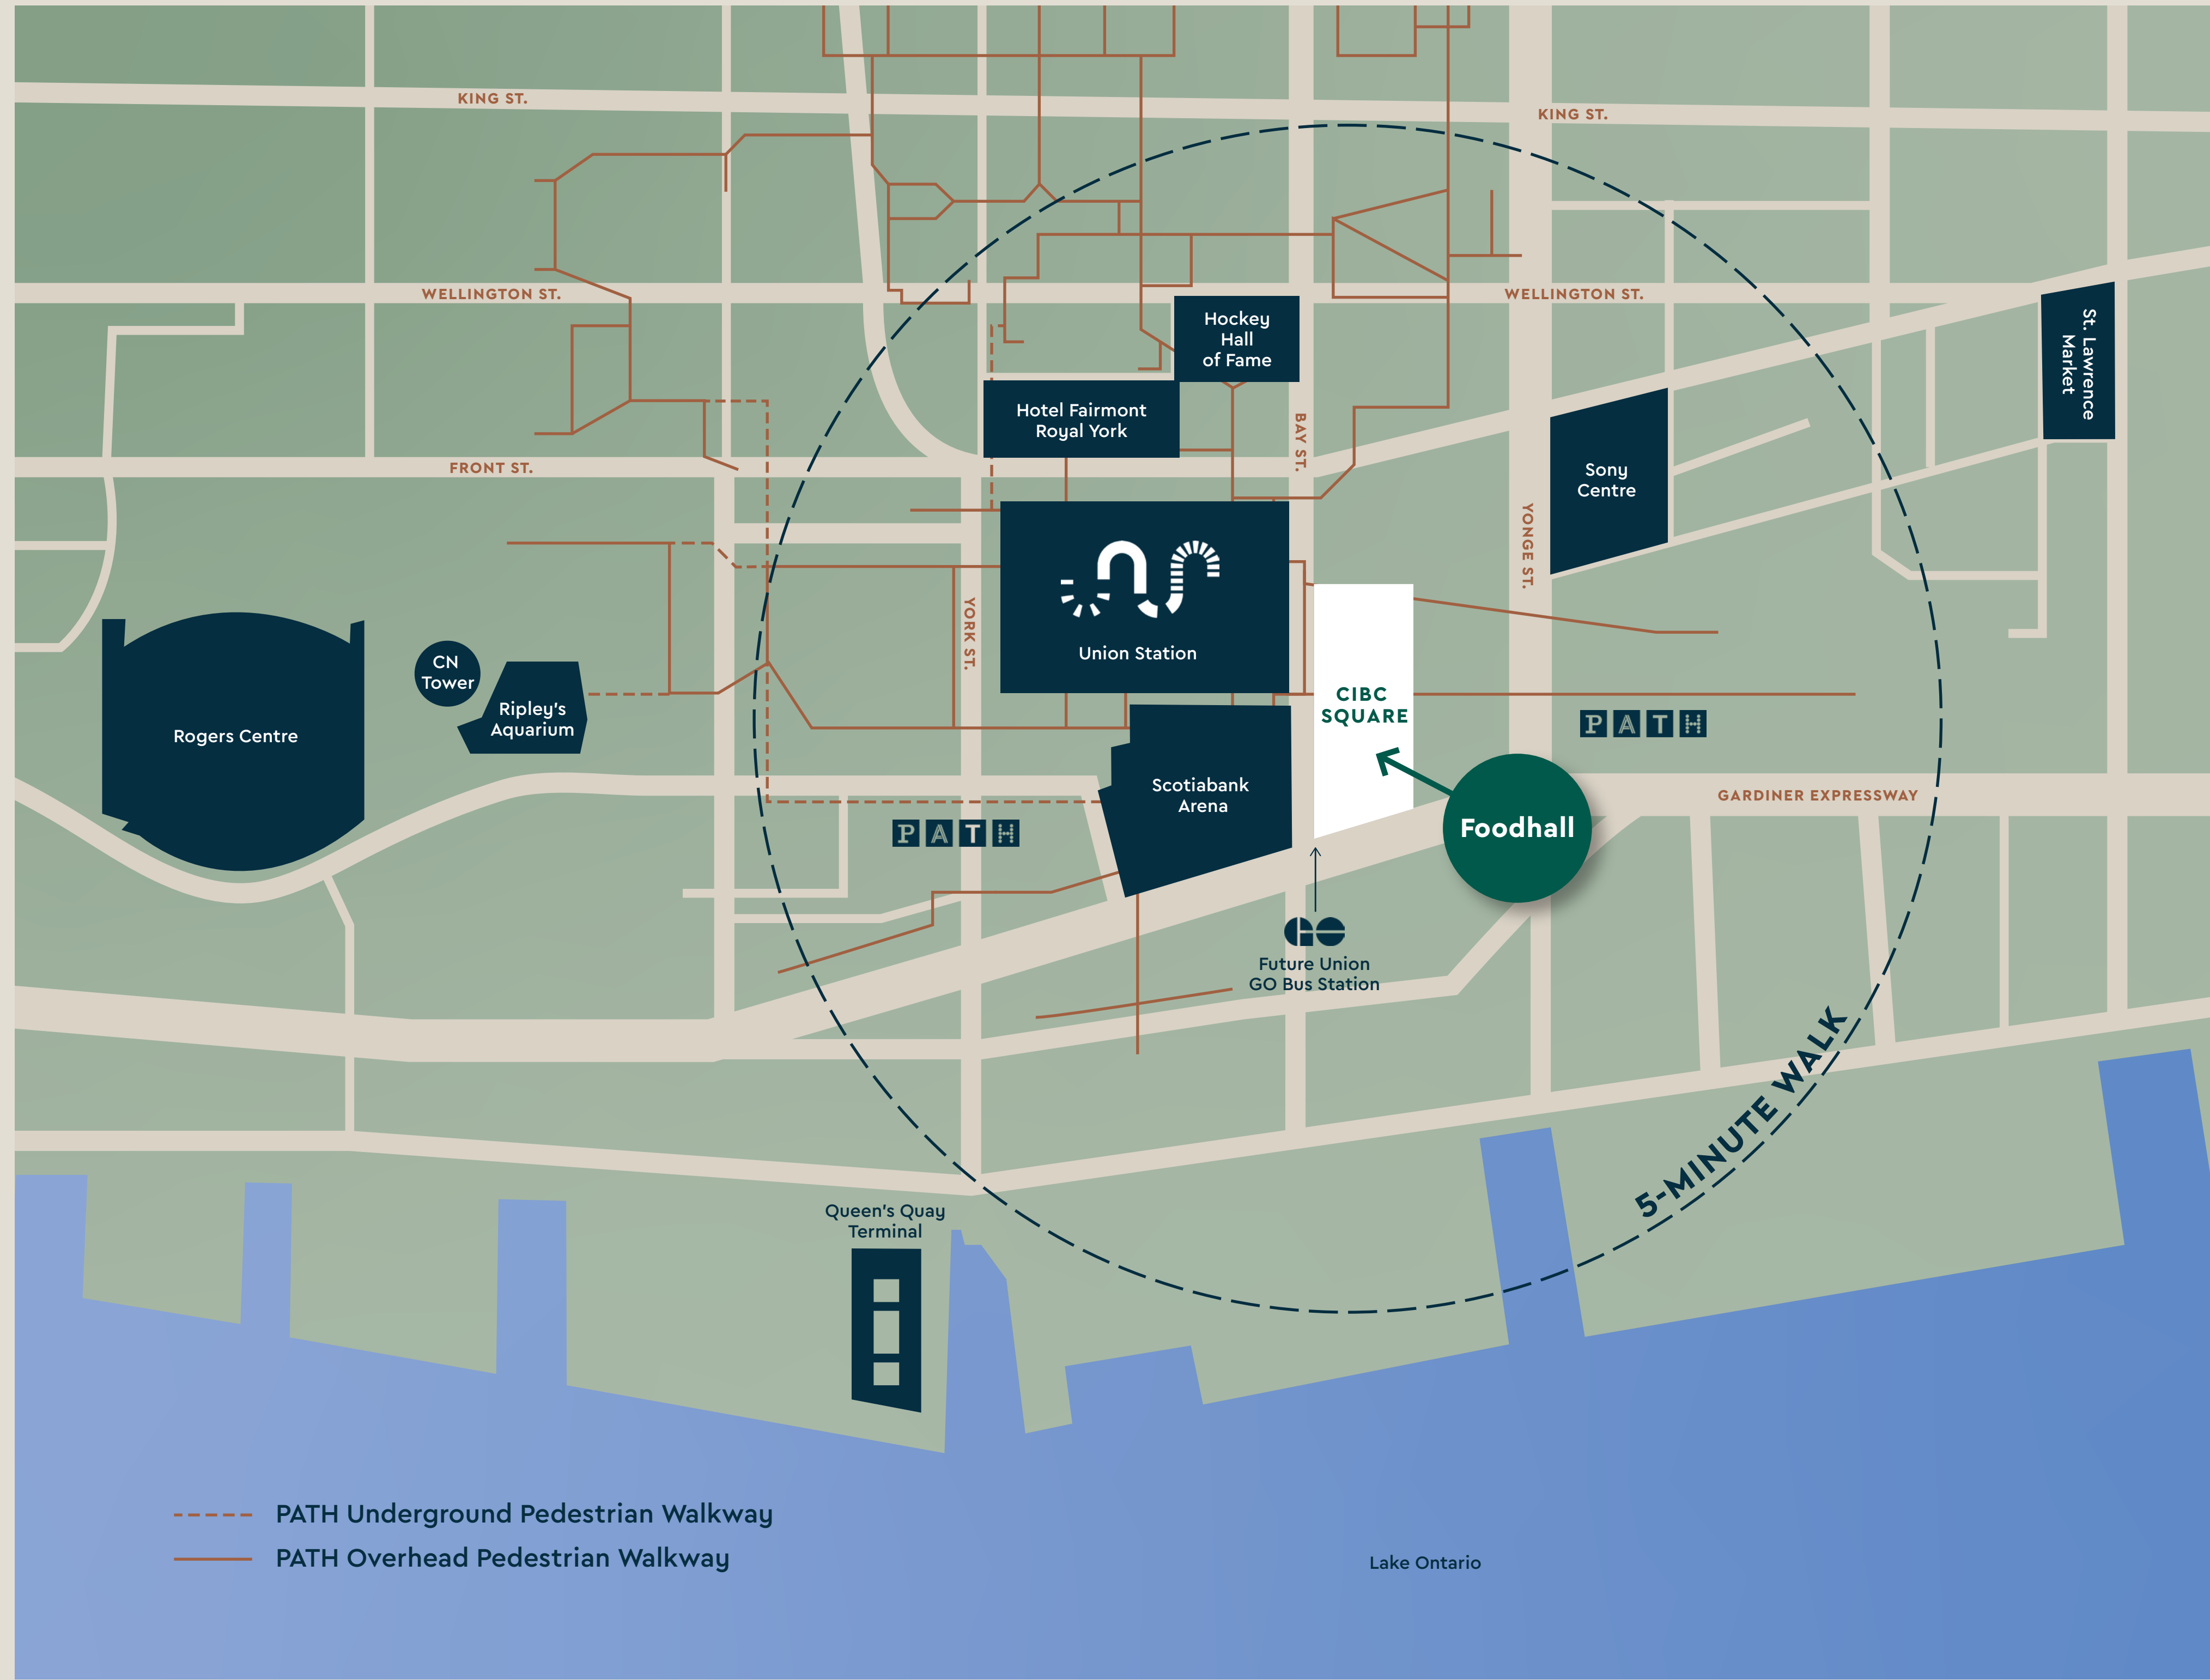 KING ST.
KING ST.
WELLINGTON ST.
WELLINGTON ST.
Hockey
Hall
of Fame
St. Lawrence
Market
Hotel Fairmont
Royal York
BAY ST.
FRONT ST.
Sony
Centre
YONGE ST.
YORK ST.
Union Station
CN
Tower
Ripley's
Aquarium
Rogers Centre
CIBC
SQUARE
PATH
Scotiabank
Arena
GARDINER EXPRESSWAY
Foodhall
PATH
GO
Future Union
GO Bus Station
5-MINUTE WALK
Queen's Quay
Terminal
PATH Underground Pedestrian Walkway
PATH Overhead Pedestrian Walkway
Lake Ontario